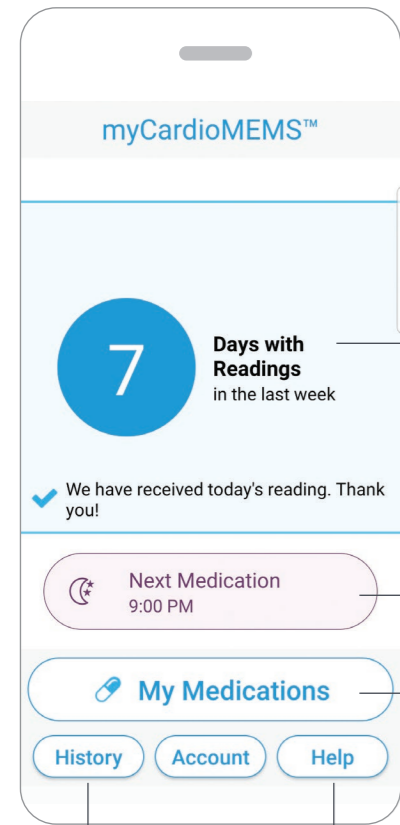 myCardioMEMS™
7
Days with
Readings
in the last week
We have received today's reading. Thank
you!
Next Medication
9:00 PM
My Medications
History Account Help